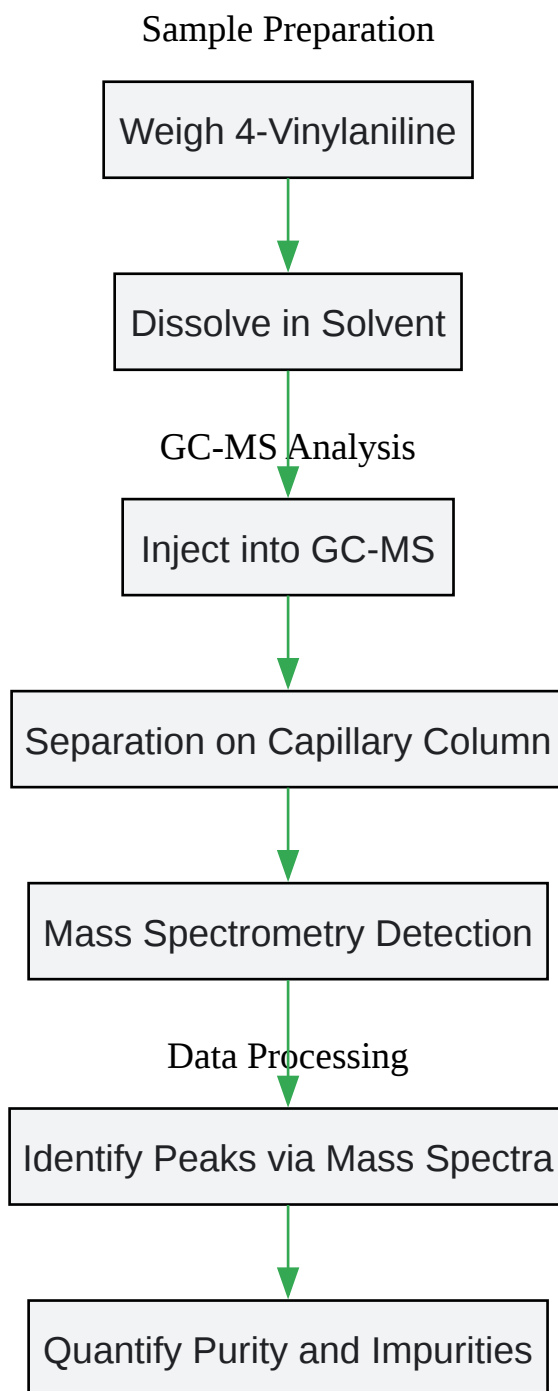 Sample Preparation
Weigh 4-Vinylaniline
Dissolve in Solvent
GC-MS Analysis
Inject into GC-MS
Separation on Capillary Column
Mass Spectrometry Detection
Data Processing
Identify Peaks via Mass Spectra
Quantify Purity and Impurities